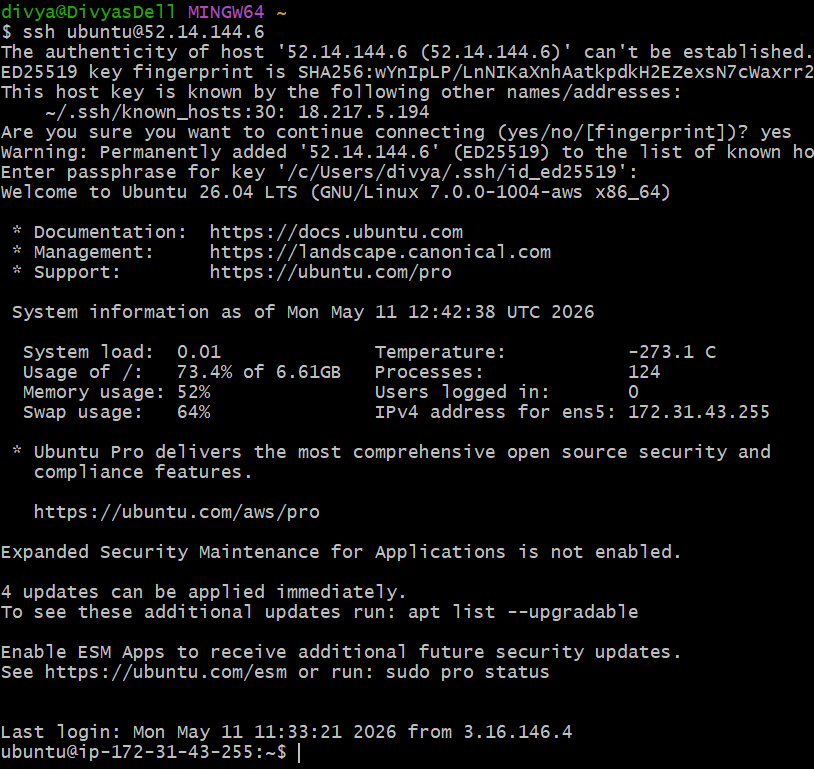 divya@DivyasDell MINGW64 ~
$ ssh ubuntu@52.14.144.6
The authenticity of host '52.14.144.6 (52.14.144.6)' can't be established.
ED25519 key fingerprint is SHA256:wYnIpLP/LnNIKaXnhAatkpdkH2EZexsN7cWaxrr2
This host key is known by the following other names/addresses:
    ~/.ssh/known_hosts:30: 18.217.5.194
Are you sure you want to continue connecting (yes/no/[fingerprint])? yes
Warning: Permanently added '52.14.144.6' (ED25519) to the list of known ho
Enter passphrase for key '/c/Users/divya/.ssh/id_ed25519':
Welcome to Ubuntu 26.04 LTS (GNU/Linux 7.0.0-1004-aws x86_64)

 * Documentation:  https://docs.ubuntu.com
 * Management:     https://landscape.canonical.com
 * Support:        https://ubuntu.com/pro

 System information as of Mon May 11 12:42:38 UTC 2026

  System load:  0.01              Temperature:           -273.1 C
  Usage of /:   73.4% of 6.61GB   Processes:             124
  Memory usage: 52%               Users logged in:       0
  Swap usage:   64%               IPv4 address for ens5: 172.31.43.255

 * Ubuntu Pro delivers the most comprehensive open source security and
   compliance features.

   https://ubuntu.com/aws/pro

Expanded Security Maintenance for Applications is not enabled.

4 updates can be applied immediately.
To see these additional updates run: apt list --upgradable

Enable ESM Apps to receive additional future security updates.
See https://ubuntu.com/esm or run: sudo pro status


Last login: Mon May 11 11:33:21 2026 from 3.16.146.4
ubuntu@ip-172-31-43-255:~$